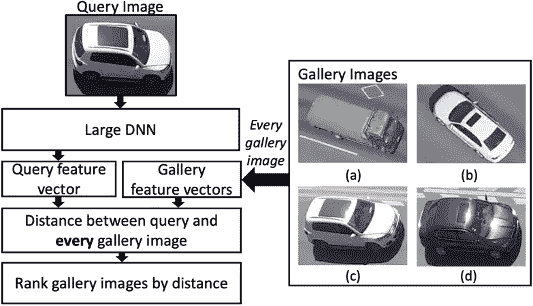 Query Image
Large DNN
Query feature
vector
Gallery
feature vectors
Distance between query and
every gallery image
Rank gallery images by distance
Every
gallery
image
Gallery Images
(a)
(b)
(c)
(d)